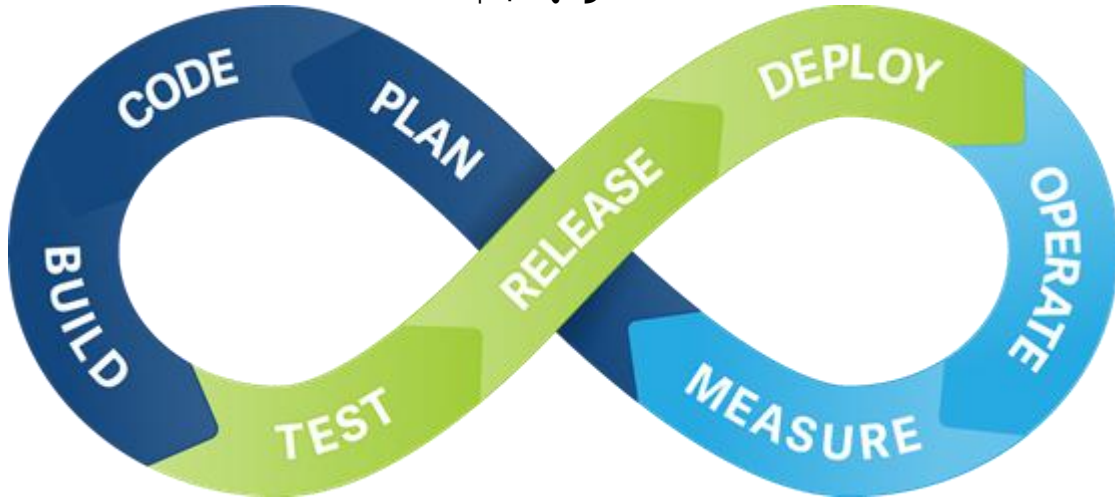 PLAN
CODE
BUILD
TEST
RELEASE
DEPLOY
OPERATE
MEASURE